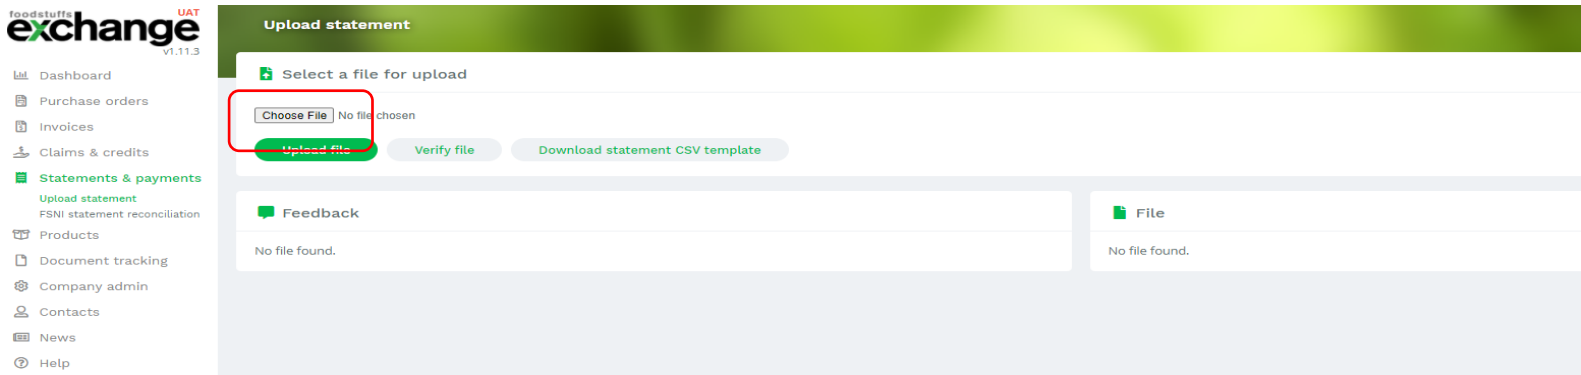 foodstuffs UAT
exchange
v1.11.3
Dashboard
Purchase orders
Invoices
Claims & credits
Statements & payments
Upload statement
FSNI statement reconciliation
Products
Document tracking
Company admin
Contacts
News
Help
Upload statement
Select a file for upload
Choose File No file chosen
Upload file Verify file Download statement CSV template
Feedback
No file found.
File
No file found.